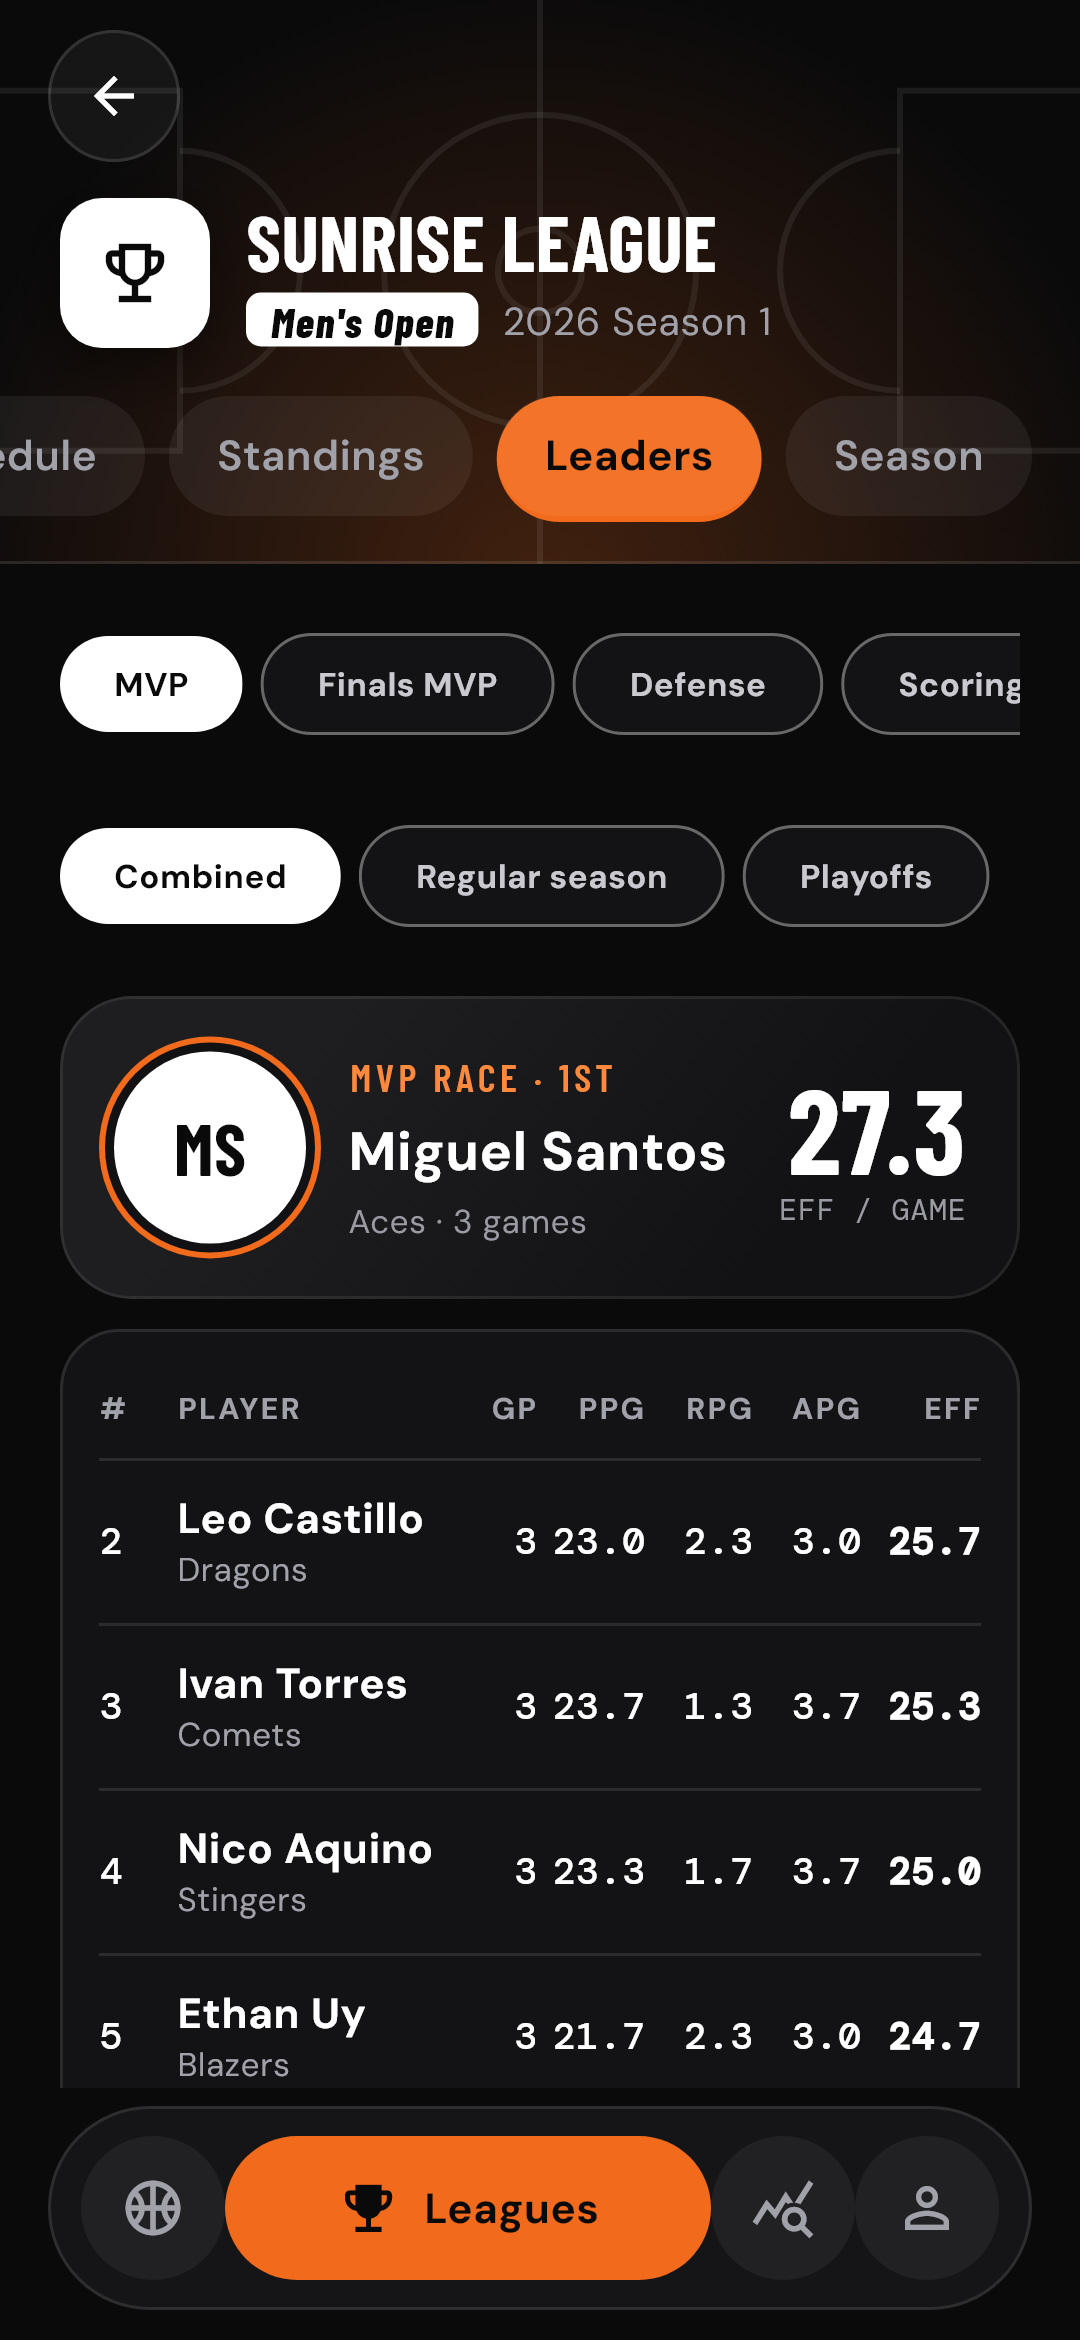 SUNRISE LEAGUE
Men's Open 2026 Season 1
edule Standings Leaders Season
MVP Finals MVP Defense Scoring
Combined Regular season Playoffs
MS
MVP RACE · 1ST
Miguel Santos
Aces · 3 games
27.3
EFF / GAME
# PLAYER GP PPG RPG APG EFF
2 Leo Castillo 3 23.0 2.3 3.0 25.7
Dragons
3 Ivan Torres 3 23.7 1.3 3.7 25.3
Comets
4 Nico Aquino 3 23.3 1.7 3.7 25.0
Stingers
5 Ethan Uy 3 21.7 2.3 3.0 24.7
Blazers
Leagues